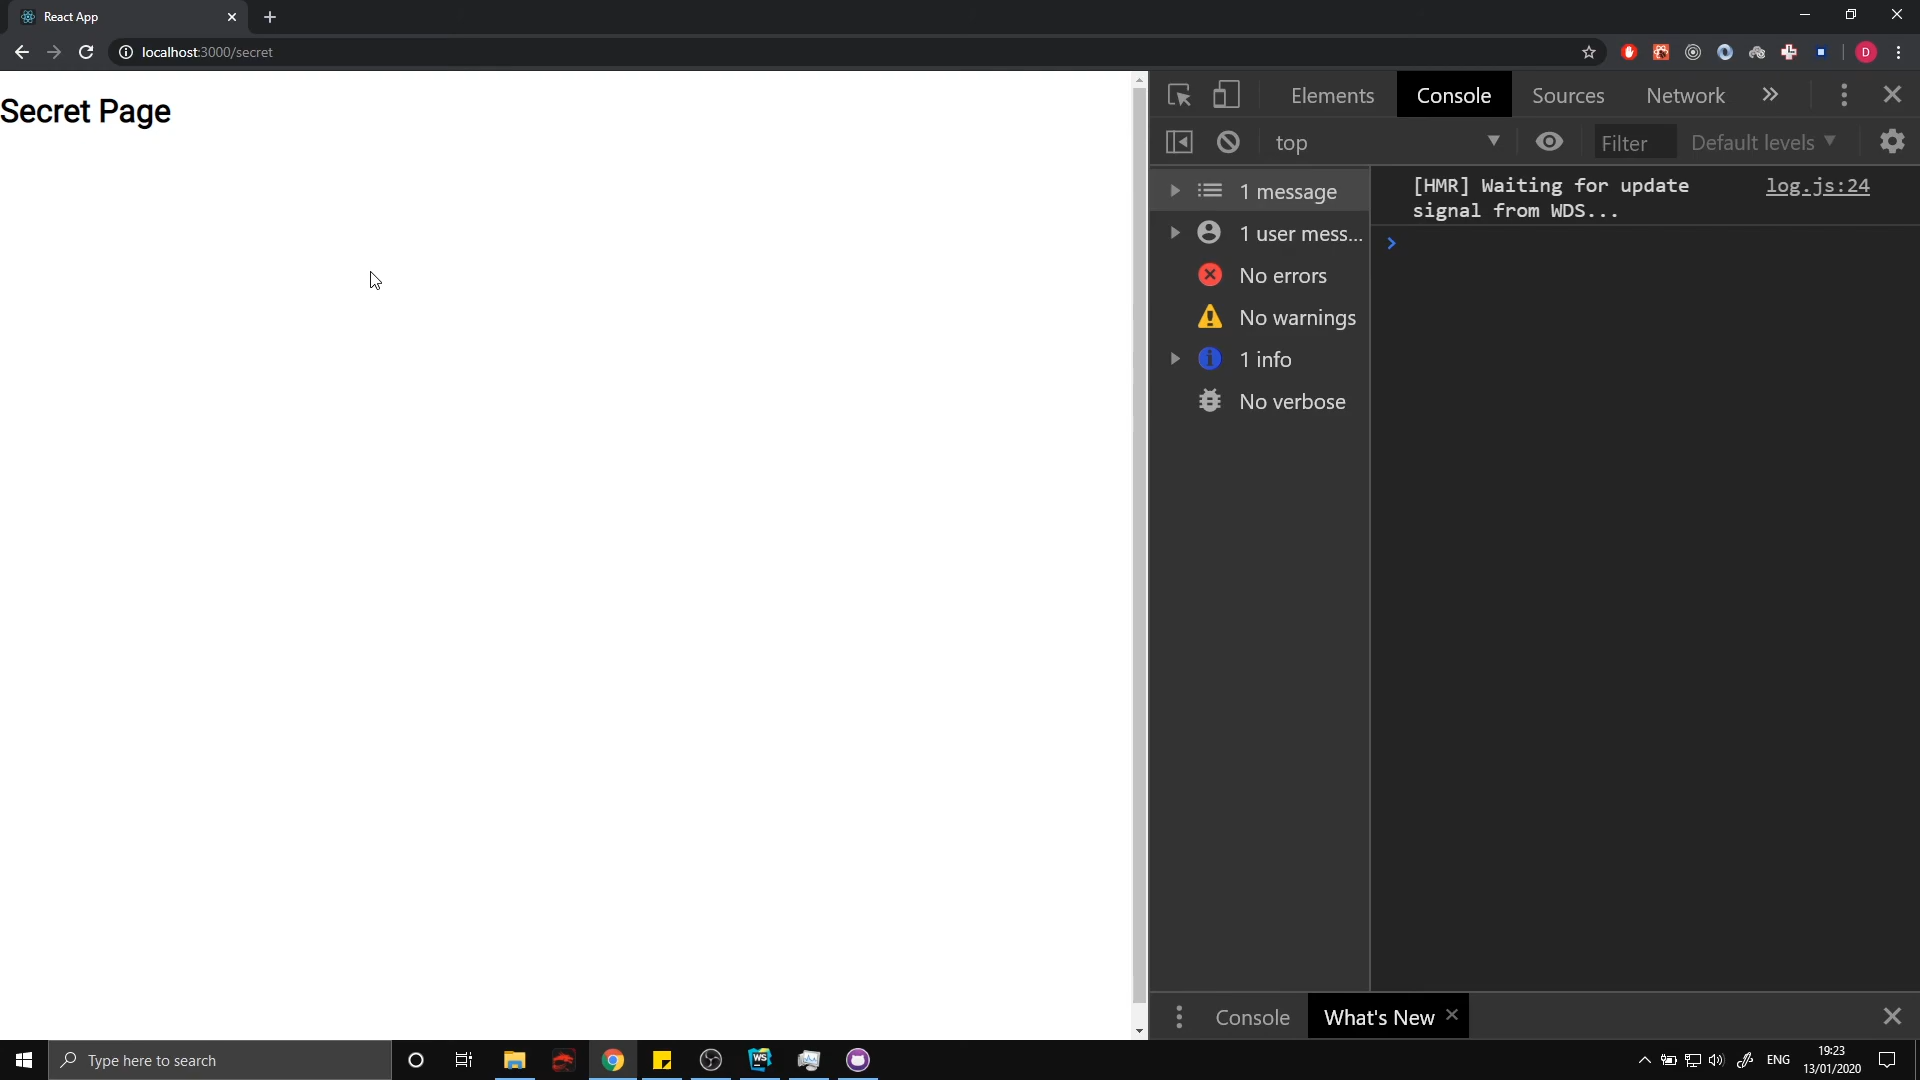 React App
localhost:3000/secret
D
Secret Page
Elements
Console
Sources
Network
top
Filter
Default levels
1 message
1 user mess...
No errors
No warnings
1 info
No verbose
[HMR] Waiting for update
signal from WDS...
log.js:24
Console
What's New
Type here to search
WS
ENG
19:23
13/01/2020